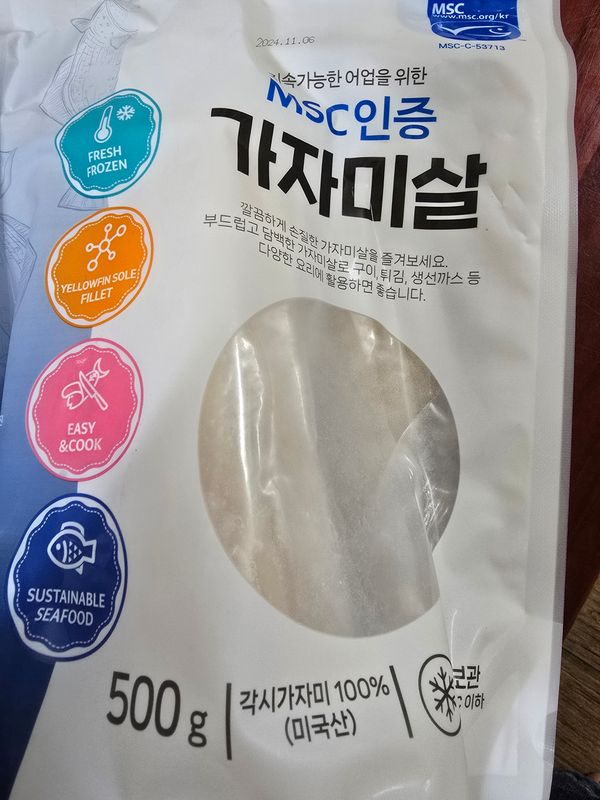 MSC
www.msc.org/kr
MSC-C-53713
2024.11.06
지속가능한 어업을 위한
MSC인증
가자미살
깔끔하게 손질한 가자미살을 즐겨보세요.
부드럽고 담백한 가자미살로 구이, 튀김, 생선까스 등
다양한 요리에 활용하면 좋습니다.
FRESH
FROZEN
YELLOWFIN SOLE
FILLET
EASY
&COOK
SUSTAINABLE
SEAFOOD
500 g
각시가자미 100%
(미국산)
보관
이하